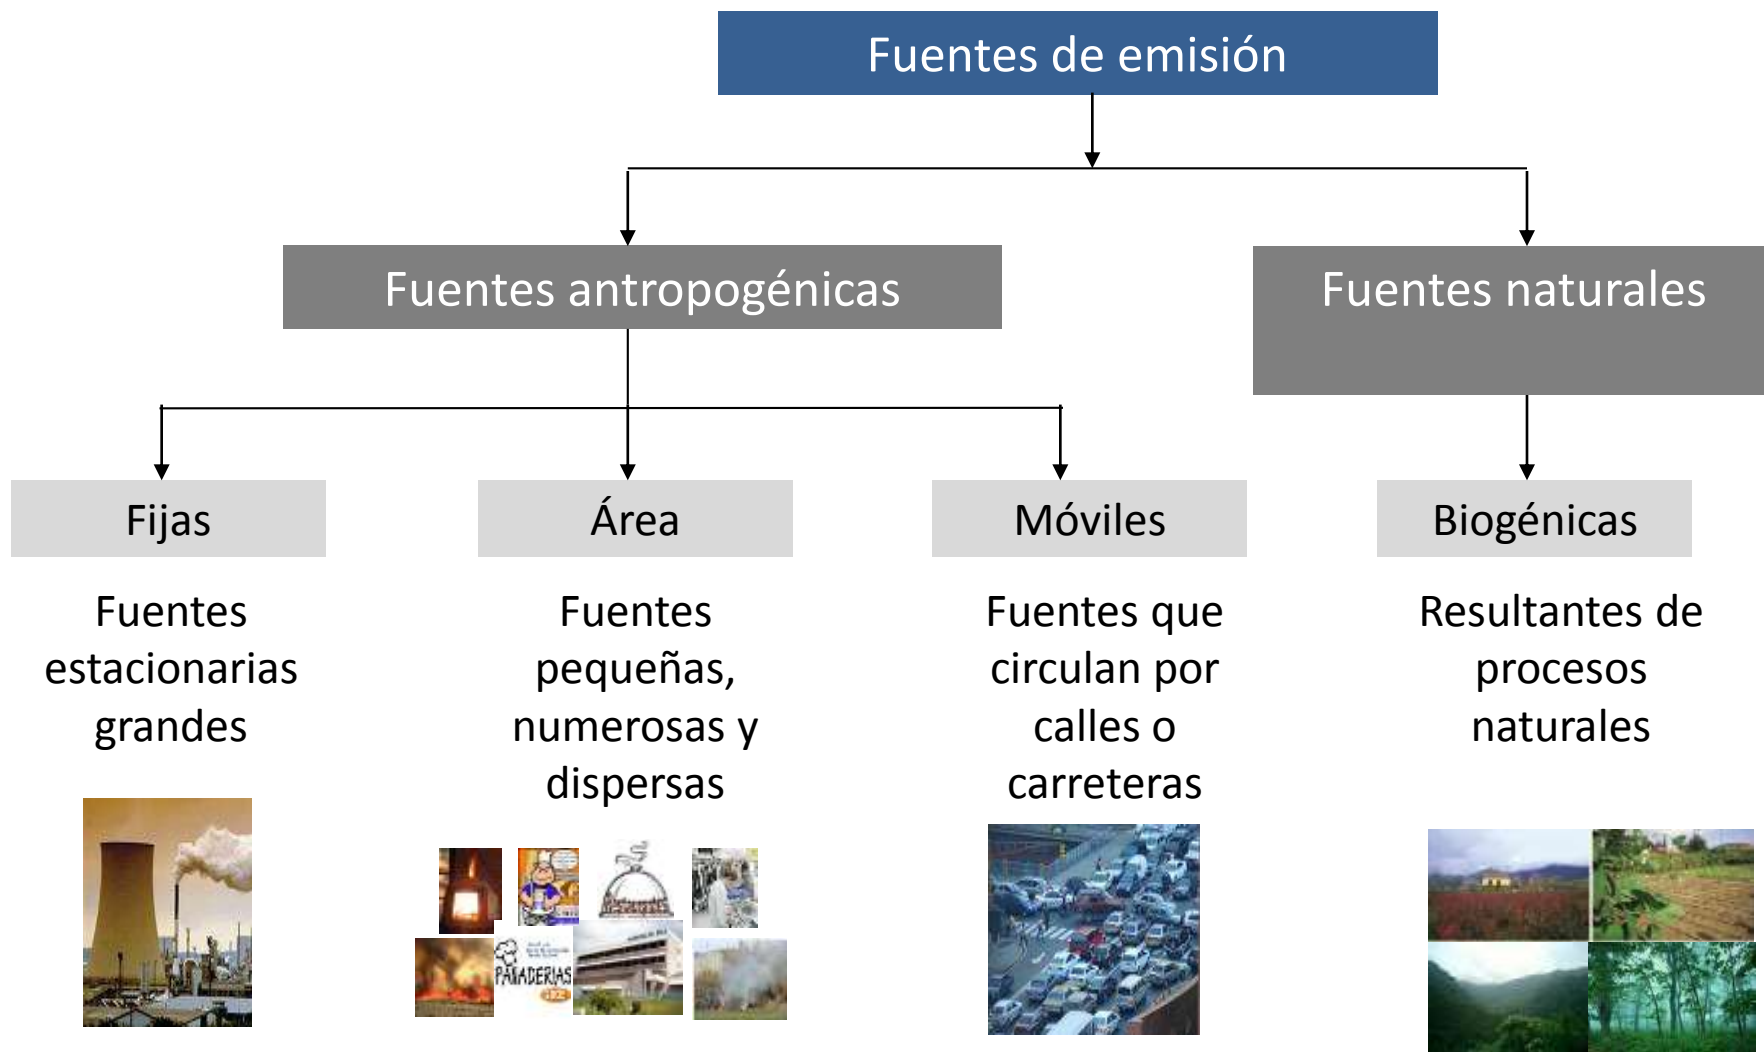 Fuentes de emisión
Fuentes antropogénicas
Fuentes naturales
Fijas
Área
Móviles
Biogénicas
Fuentes
estacionarias
grandes
Fuentes
pequeñas,
numerosas y
dispersas
Fuentes que
circulan por
calles o
carreteras
Resultantes de
procesos
naturales
PANADERIAS